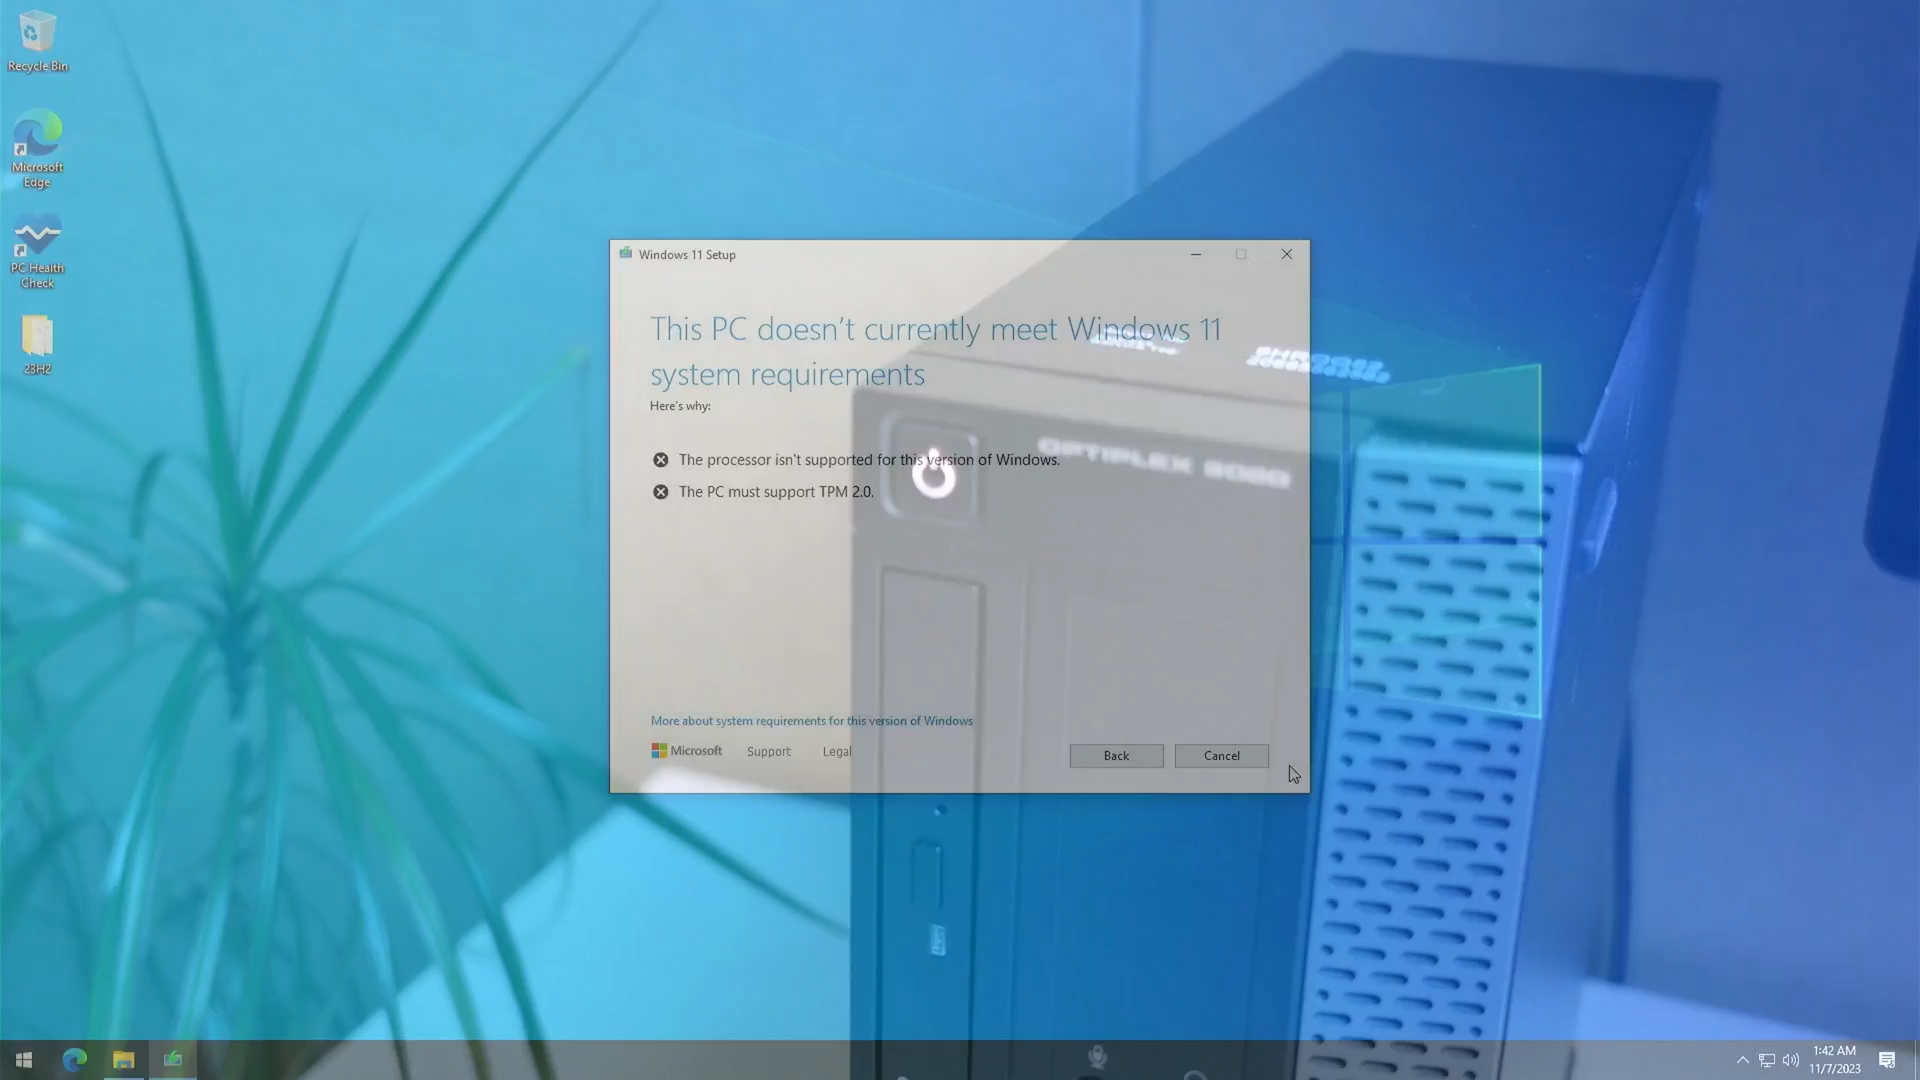 Recycle Bin
Microsoft
Edge
PC Health
Check
23H2
Windows 11 Setup
This PC doesn't currently meet Windows 11
system requirements
Here's why:
The processor isn't supported for this version of Windows.
The PC must support TPM 2.0.
More about system requirements for this version of Windows
Microsoft Support Legal
Back Cancel
1:42 AM
11/7/2023